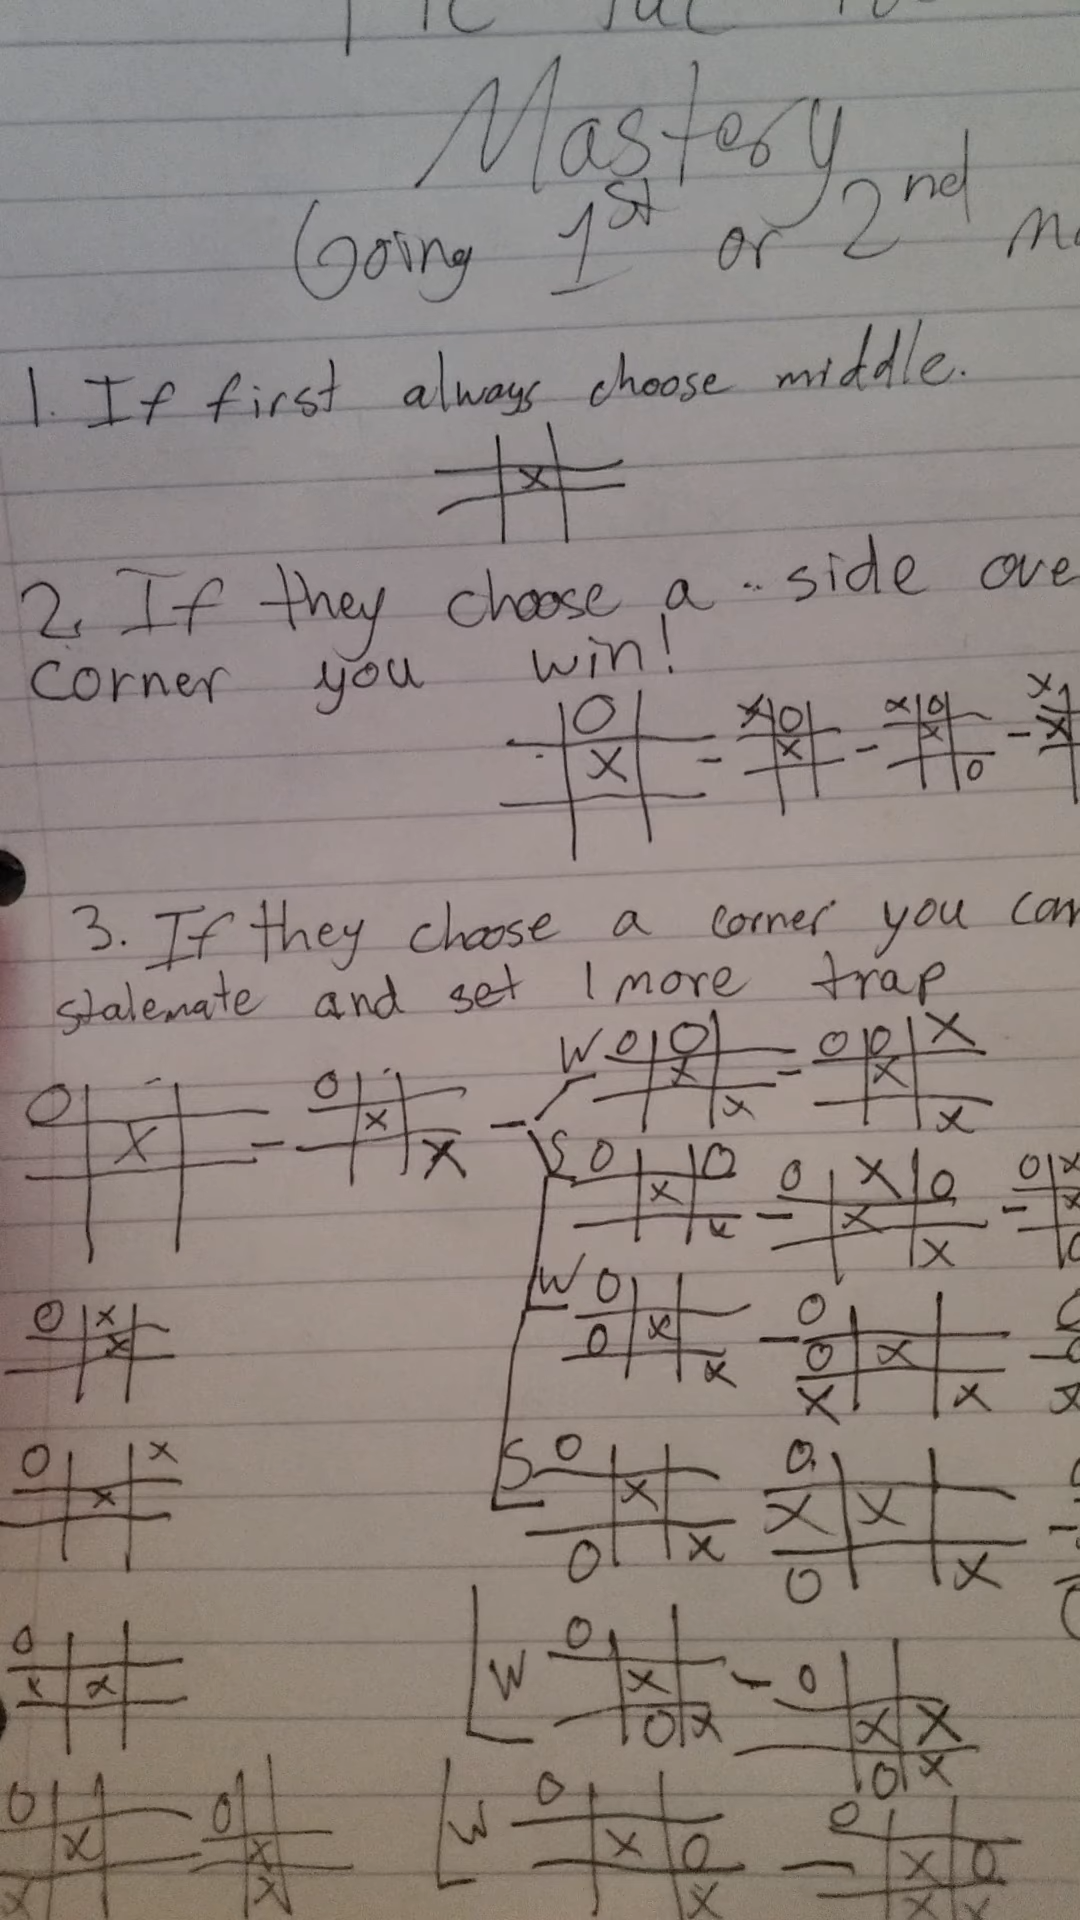 Mastery
Going 1st or 2nd
1. If first always choose middle.
X
2. If they choose a side
corner you win!
O X O X O X O X
X X X X
O
3. If they choose a corner you
stalemate and set 1 more trap
W O O O O X
O O X X
X X X X
X
S O O O X O O X
X X X
X X O
O X W O O
X O X O X
X X X
O X S O O
X X X X
O X O X
O O
X X W X X X
O X O X
O O W O O
X X X O X O
X X X X X